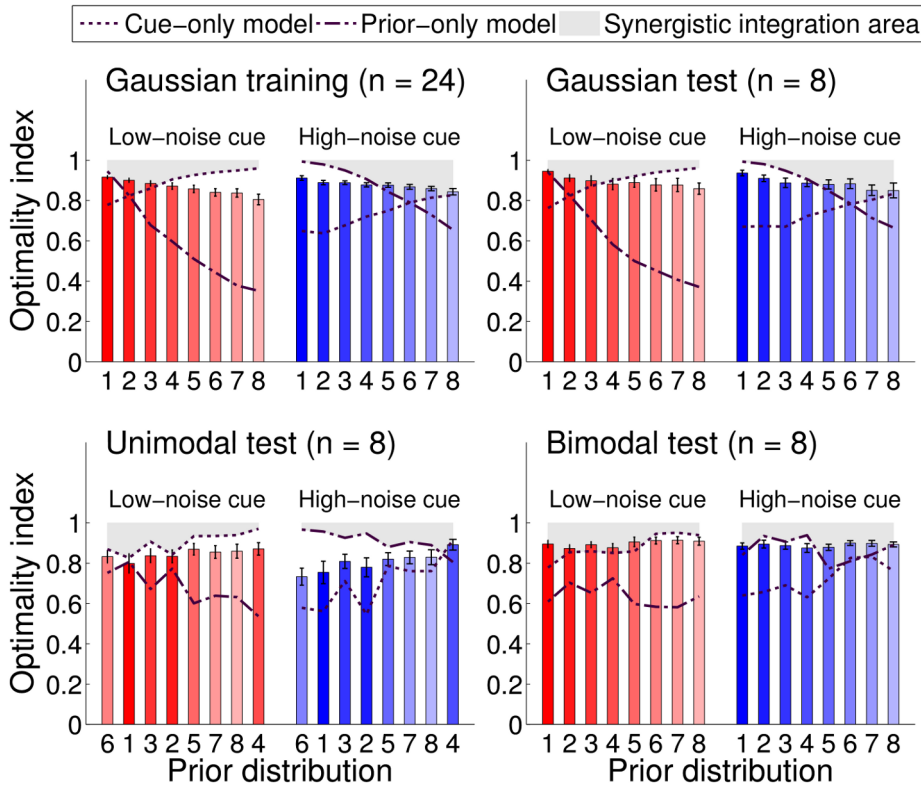 Cue−only model Prior−only model Synergistic integration area
Gaussian training (n = 24)
Low−noise cue High−noise cue
Optimality index
1
0.8
0.6
0.4
0.2
0
1 2 3 4 5 6 7 8 1 2 3 4 5 6 7 8
Gaussian test (n = 8)
Low−noise cue High−noise cue
1
0.8
0.6
0.4
0.2
0
1 2 3 4 5 6 7 8 1 2 3 4 5 6 7 8
Unimodal test (n = 8)
Low−noise cue High−noise cue
Optimality index
1
0.8
0.6
0.4
0.2
0
6 1 3 2 5 7 8 4 6 1 3 2 5 7 8 4
Prior distribution
Bimodal test (n = 8)
Low−noise cue High−noise cue
1
0.8
0.6
0.4
0.2
0
1 2 3 4 5 6 7 8 1 2 3 4 5 6 7 8
Prior distribution